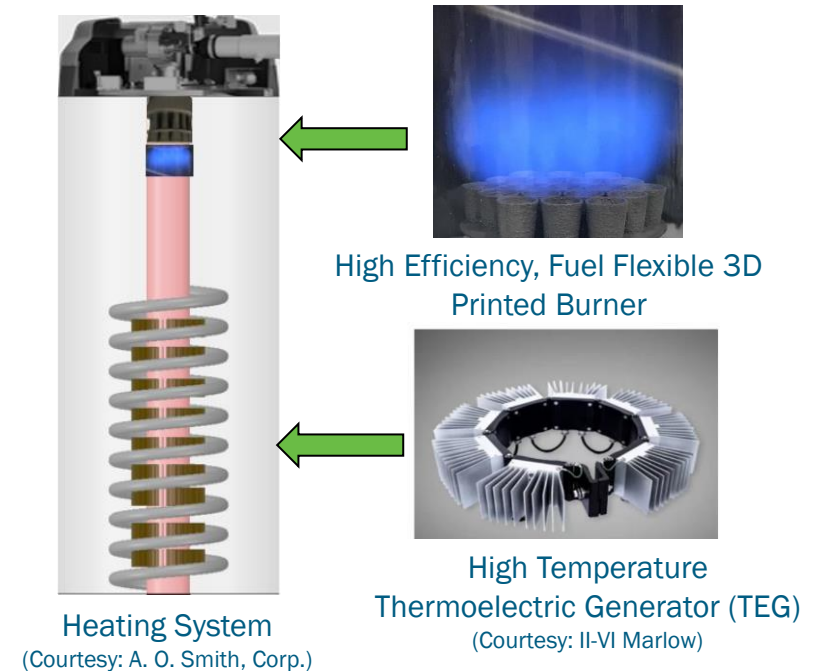 High Efficiency, Fuel Flexible 3D
Printed Burner
High Temperature
Thermoelectric Generator (TEG)
(Courtesy: II-VI Marlow)
Heating System
(Courtesy: A. O. Smith, Corp.)